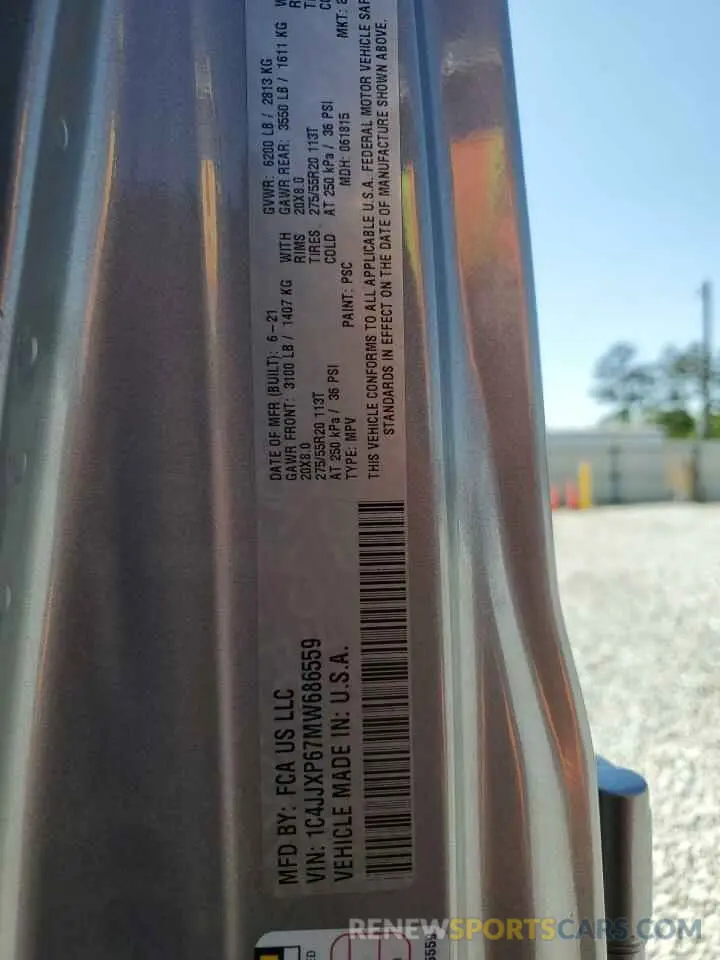 MFD BY: FCA US LLC
VIN: 1C4JJXP67MW686559
VEHICLE MADE IN: U.S.A.
DATE OF MFR (BUILT): 6-21
GVWR: 6200 LB / 2813 KG
GAWR FRONT: 3100 LB / 1407 KG WITH
GAWR REAR: 3550 LB / 1611 KG
20X8.0 RIMS
20X8.0
275/55R20 113T TIRES
275/55R20 113T
AT 250 kPa / 36 PSI COLD
AT 250 kPa / 36 PSI
TYPE: MPV PAINT: PSC MDH: 061815 MKT:
THIS VEHICLE CONFORMS TO ALL APPLICABLE U.S.A. FEDERAL MOTOR VEHICLE SAF
STANDARDS IN EFFECT ON THE DATE OF MANUFACTURE SHOWN ABOVE.
RENEWSPORTSCARS.COM